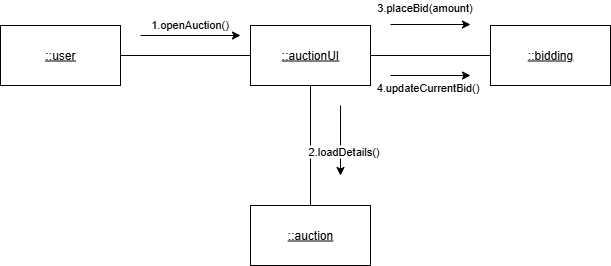 3.placeBid(amount)
1.openAuction()
::user
::auctionUI
::bidding
4.updateCurrentBid()
2.loadDetails()
::auction